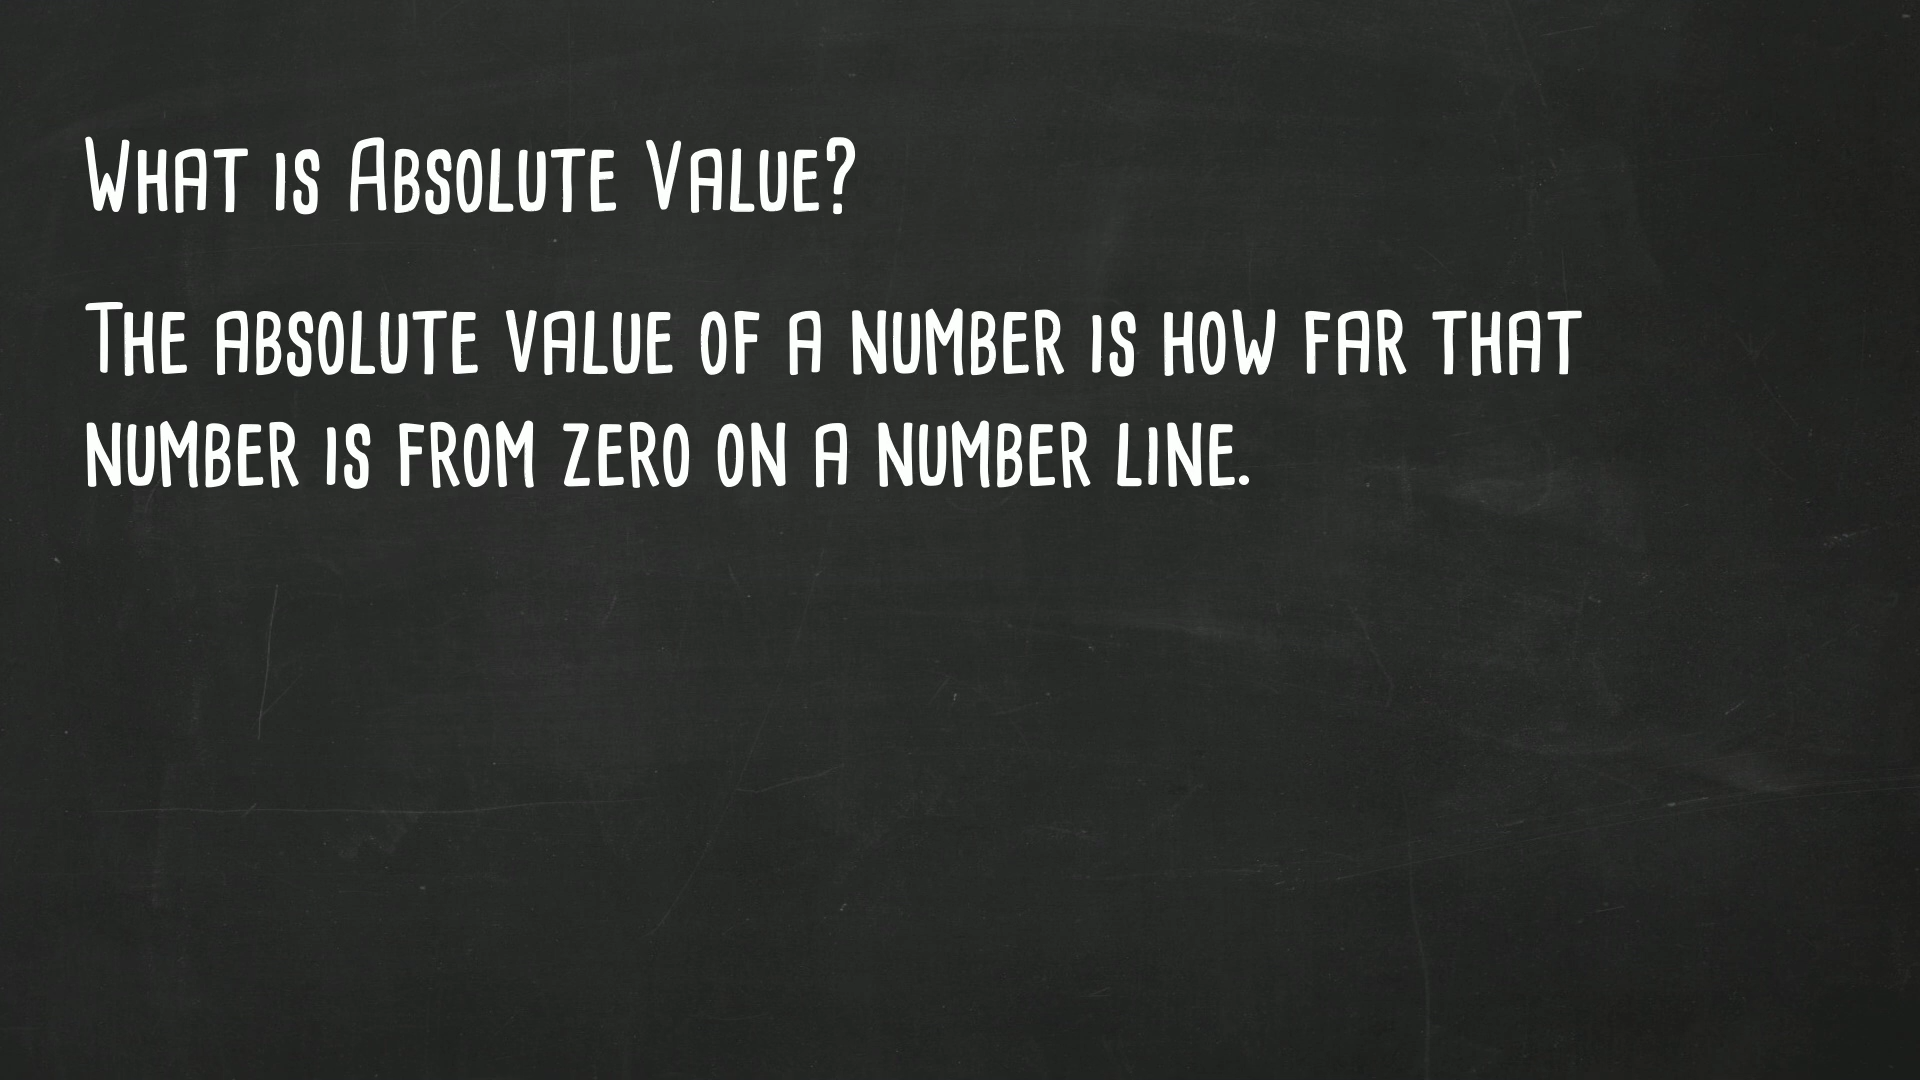 What is Absolute Value?
The absolute value of a number is how far that
number is from zero on a number line.